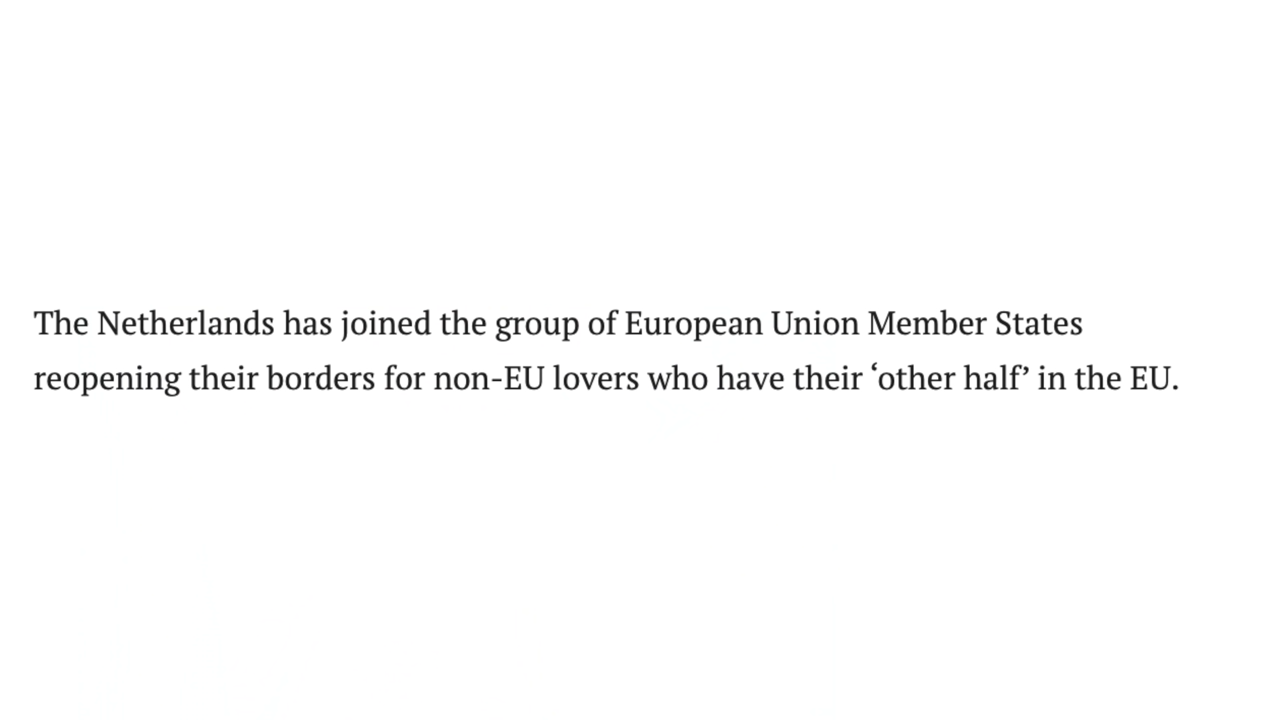 The Netherlands has joined the group of European Union Member States
reopening their borders for non-EU lovers who have their ‘other half’ in the EU.